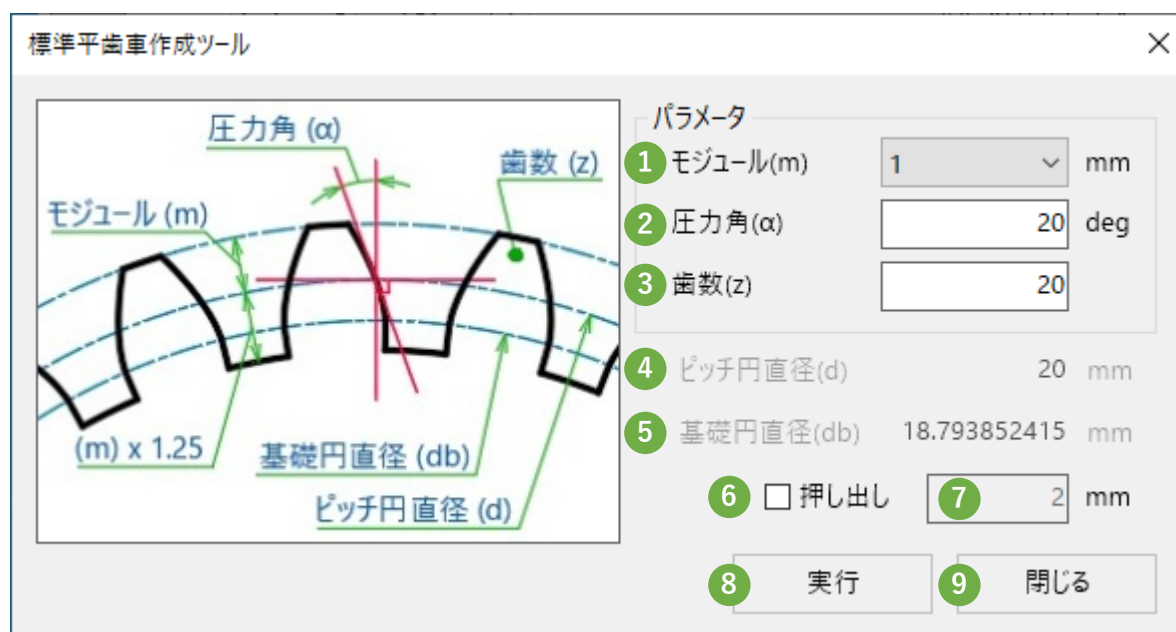 標準平歯車作成ツール
圧力角 (α)
歯数 (z)
モジュール (m)
(m) x 1.25
基礎円直径 (db)
ピッチ円直径 (d)
パラメータ
1 モジュール(m) 1 mm
2 圧力角(α) 20 deg
3 歯数(z) 20
4 ピッチ円直径(d) 20 mm
5 基礎円直径(db) 18.793852415 mm
6 押し出し 7 2 mm
8 実行 9 閉じる